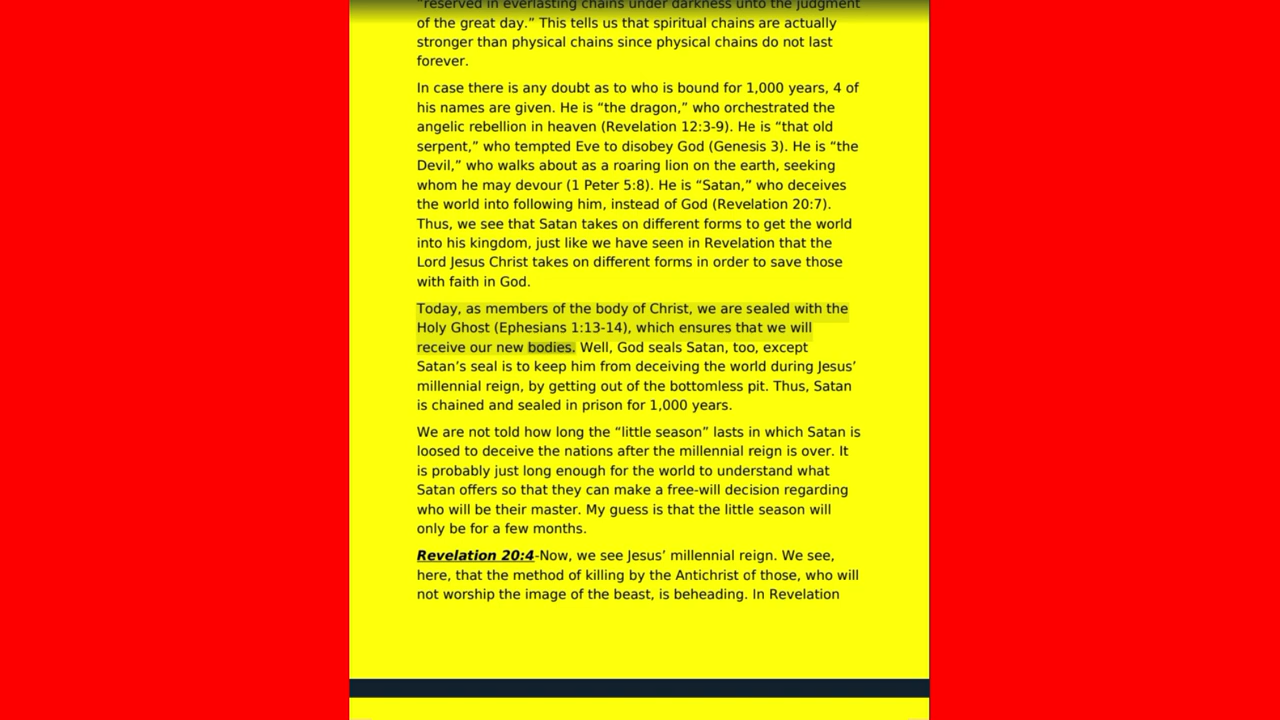 “reserved in everlasting chains under darkness unto the judgment
of the great day.” This tells us that spiritual chains are actually
stronger than physical chains since physical chains do not last
forever.
In case there is any doubt as to who is bound for 1,000 years, 4 of
his names are given. He is “the dragon,” who orchestrated the
angelic rebellion in heaven (Revelation 12:3-9). He is “that old
serpent,” who tempted Eve to disobey God (Genesis 3). He is “the
Devil,” who walks about as a roaring lion on the earth, seeking
whom he may devour (1 Peter 5:8). He is “Satan,” who deceives
the world into following him, instead of God (Revelation 20:7).
Thus, we see that Satan takes on different forms to get the world
into his kingdom, just like we have seen in Revelation that the
Lord Jesus Christ takes on different forms in order to save those
with faith in God.
Today, as members of the body of Christ, we are sealed with the
Holy Ghost (Ephesians 1:13-14), which ensures that we will
receive our new bodies. Well, God seals Satan, too, except
Satan’s seal is to keep him from deceiving the world during Jesus’
millennial reign, by getting out of the bottomless pit. Thus, Satan
is chained and sealed in prison for 1,000 years.
We are not told how long the “little season” lasts in which Satan is
loosed to deceive the nations after the millennial reign is over. It
is probably just long enough for the world to understand what
Satan offers so that they can make a free-will decision regarding
who will be their master. My guess is that the little season will
only be for a few months.
Revelation 20:4-Now, we see Jesus’ millennial reign. We see,
here, that the method of killing by the Antichrist of those, who will
not worship the image of the beast, is beheading. In Revelation